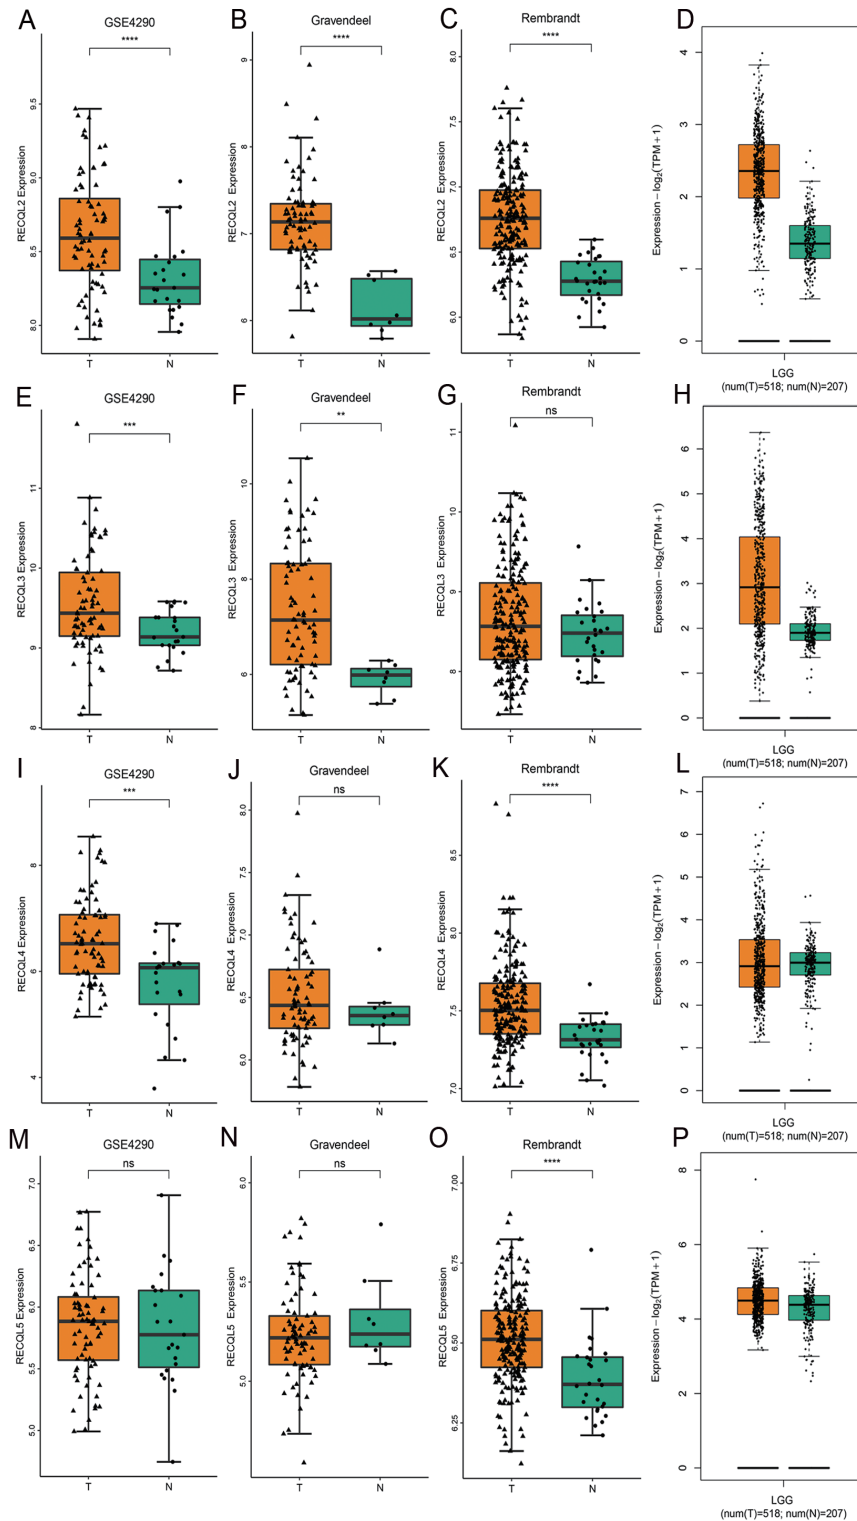 A
GSE4290
****
RECQL2 Expression
9.5
9.0
8.5
8.0
T
N
B
Gravendeel
****
RECQL2 Expression
9
8
7
6
T
N
C
Rembrandt
****
RECQL2 Expression
8.0
7.5
7.0
6.5
6.0
T
N
D
Expression − log2(TPM+1)
4
3
2
1
0
LGG
(num(T)=518; num(N)=207)
E
GSE4290
***
RECQL3 Expression
11
10
9
8
T
N
F
Gravendeel
**
RECQL3 Expression
10
8
6
T
N
G
Rembrandt
ns
RECQL3 Expression
11
10
9
8
T
N
H
Expression − log2(TPM+1)
6
5
4
3
2
1
0
LGG
(num(T)=518; num(N)=207)
I
GSE4290
***
RECQL4 Expression
8
6
4
T
N
J
Gravendeel
ns
RECQL4 Expression
8.0
7.5
7.0
6.5
6.0
T
N
K
Rembrandt
****
RECQL4 Expression
8.5
8.0
7.5
7.0
T
N
L
Expression − log2(TPM+1)
7
6
5
4
3
2
1
0
LGG
(num(T)=518; num(N)=207)
M
GSE4290
ns
RECQL5 Expression
7.0
6.5
6.0
5.5
5.0
T
N
N
Gravendeel
ns
RECQL5 Expression
6.0
5.5
5.0
T
N
O
Rembrandt
****
RECQL5 Expression
7.00
6.75
6.50
6.25
T
N
P
Expression − log2(TPM+1)
8
6
4
2
0
LGG
(num(T)=518; num(N)=207)